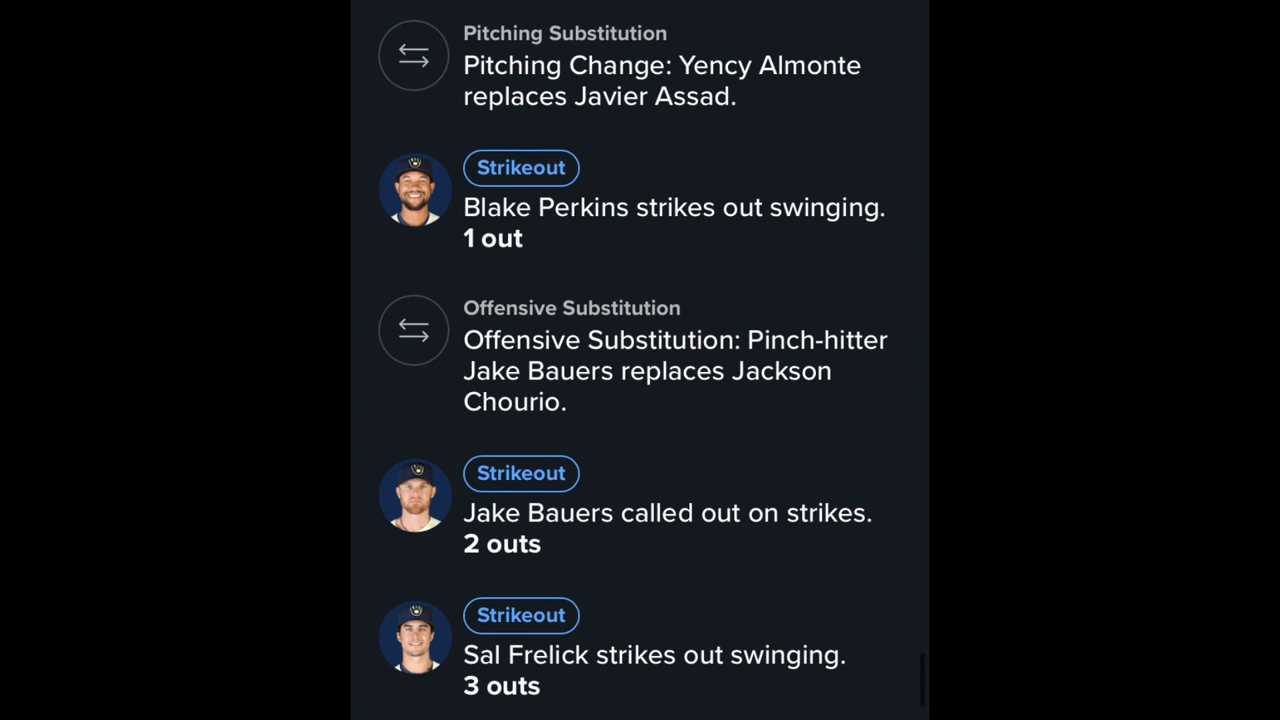 Pitching Substitution
Pitching Change: Yency Almonte
replaces Javier Assad.
Strikeout
Blake Perkins strikes out swinging.
1 out
Offensive Substitution
Offensive Substitution: Pinch-hitter
Jake Bauers replaces Jackson
Chourio.
Strikeout
Jake Bauers called out on strikes.
2 outs
Strikeout
Sal Frelick strikes out swinging.
3 outs